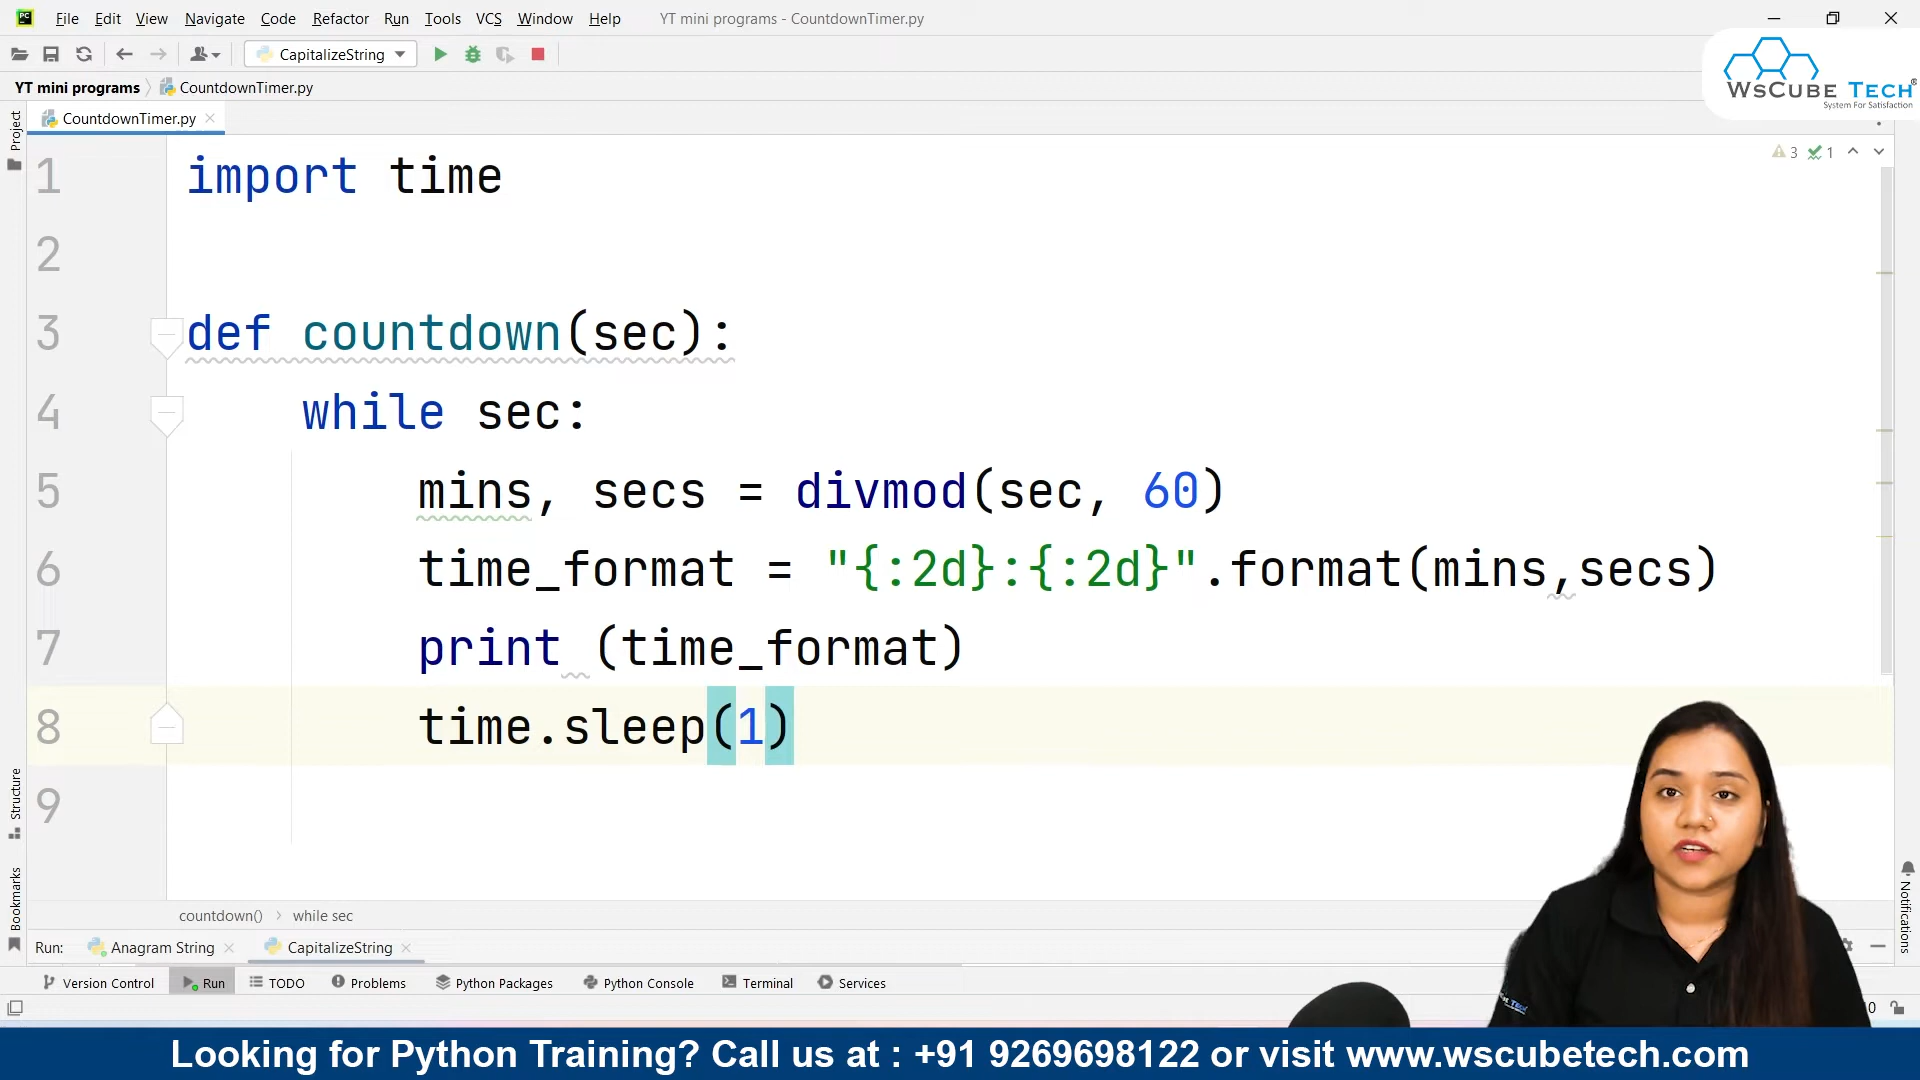 File Edit View Navigate Code Refactor Run Tools VCS Window Help YT mini programs - CountdownTimer.py
CapitalizeString
WsCube Tech®
System For Satisfaction
YT mini programs CountdownTimer.py
CountdownTimer.py
Project
3 1
1 import time
2
3 def countdown(sec):
4 while sec:
5 mins, secs = divmod(sec, 60)
6 time_format = "{:2d}:{:2d}".format(mins,secs)
7 print (time_format)
8 time.sleep(1)
9
Structure
Bookmarks
Notifications
countdown() while sec
Run: Anagram String CapitalizeString
Version Control Run TODO Problems Python Packages Python Console Terminal Services
Looking for Python Training? Call us at : +91 9269698122 or visit www.wscubetech.com